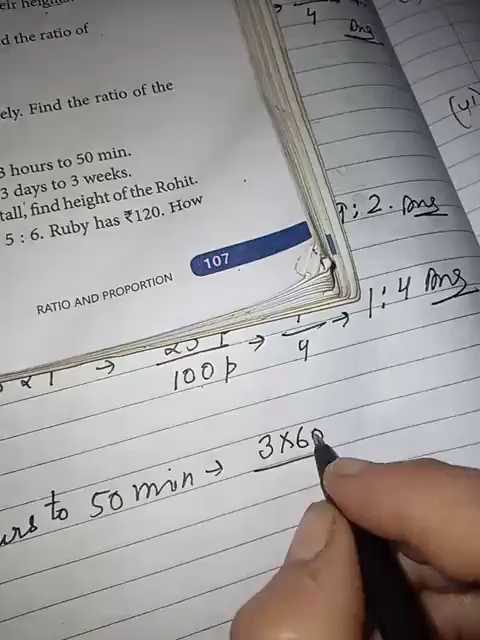 d the ratio of
ely. Find the ratio of the
3 hours to 50 min.
3 days to 3 weeks.
tall, find height of the Rohit.
5 : 6. Ruby has ₹120. How
107
RATIO AND PROPORTION
4
Ans
(vi
: 2. Ans
100 p → 4 → 1 : 4 Ans
to 50 min → 3×60